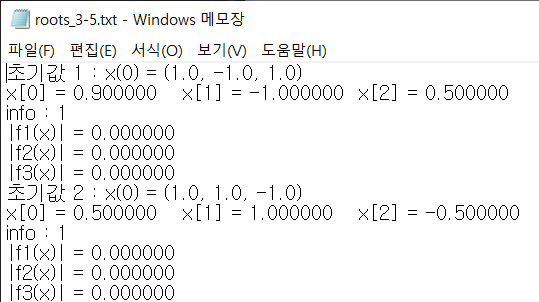 roots_3-5.txt - Windows 메모장
파일(F) 편집(E) 서식(O) 보기(V) 도움말(H)
초기값 1 : x(0) = (1.0, -1.0, 1.0)
x[0] = 0.900000 x[1] = -1.000000 x[2] = 0.500000
info : 1
|f1(x)| = 0.000000
|f2(x)| = 0.000000
|f3(x)| = 0.000000
초기값 2 : x(0) = (1.0, 1.0, -1.0)
x[0] = 0.500000 x[1] = 1.000000 x[2] = -0.500000
info : 1
|f1(x)| = 0.000000
|f2(x)| = 0.000000
|f3(x)| = 0.000000